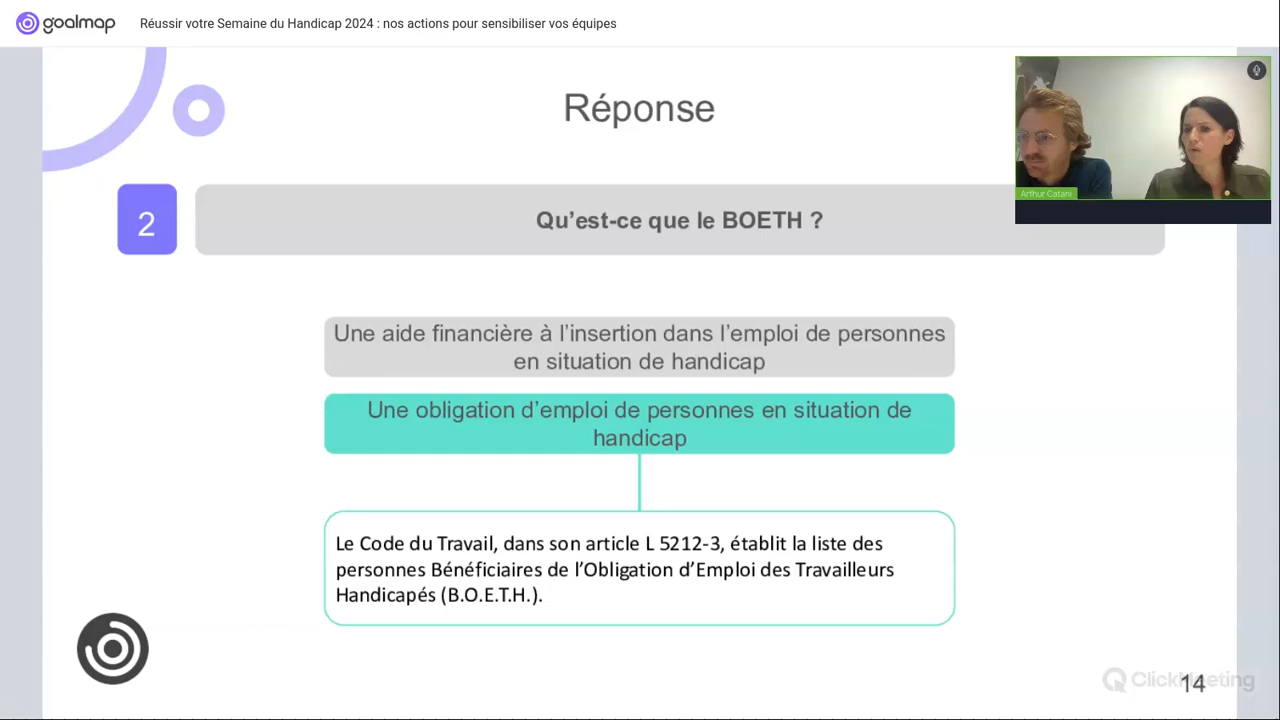 goalmap
Réussir votre Semaine du Handicap 2024 : nos actions pour sensibiliser vos équipes
Réponse
Arthur Catani
2
Qu’est-ce que le BOETH ?
Une aide financière à l’insertion dans l’emploi de personnes
en situation de handicap
Une obligation d’emploi de personnes en situation de
handicap
Le Code du Travail, dans son article L 5212-3, établit la liste des
personnes Bénéficiaires de l’Obligation d’Emploi des Travailleurs
Handicapés (B.O.E.T.H.).
ClickMeeting
14